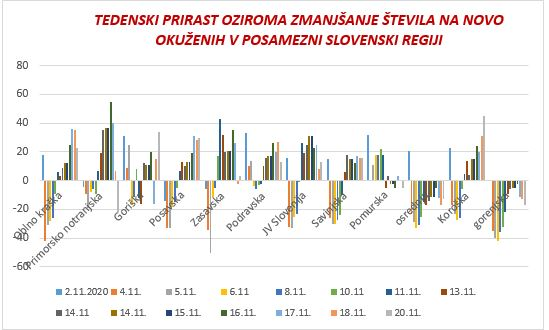 TEDENSKI PRIRAST OZIROMA ZMANJŠANJE ŠTEVILA NA NOVO
OKUŽENIH V POSAMEZNI SLOVENSKI REGIJI
80
60
40
20
0
-20
-40
-60
Oblno kraška
Primorsko notranjska
Goriška
Posavska
Zasavska
Podravska
JV Slovenija
Savinjska
Pomurska
osrednja
Koroška
gorenjska
2.11.2020 4.11. 5.11. 6.11 8.11. 10.11 11.11. 13.11.
14.11 14.11. 15.11. 16.11. 17.11. 18.11. 20.11.